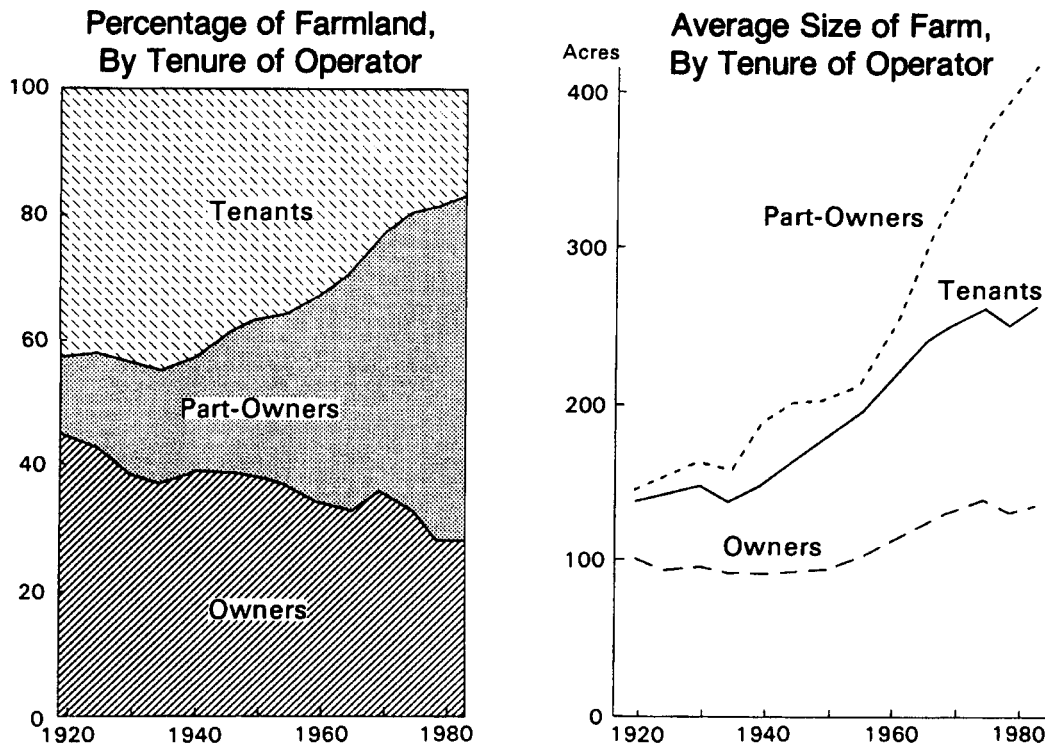 Percentage of Farmland,
By Tenure of Operator
100
80
60
40
20
0
Tenants
Part-Owners
Owners
1920
1940
1960
1980
Average Size of Farm,
By Tenure of Operator
Acres
400
300
200
100
0
Part-Owners
Tenants
Owners
1920
1940
1960
1980